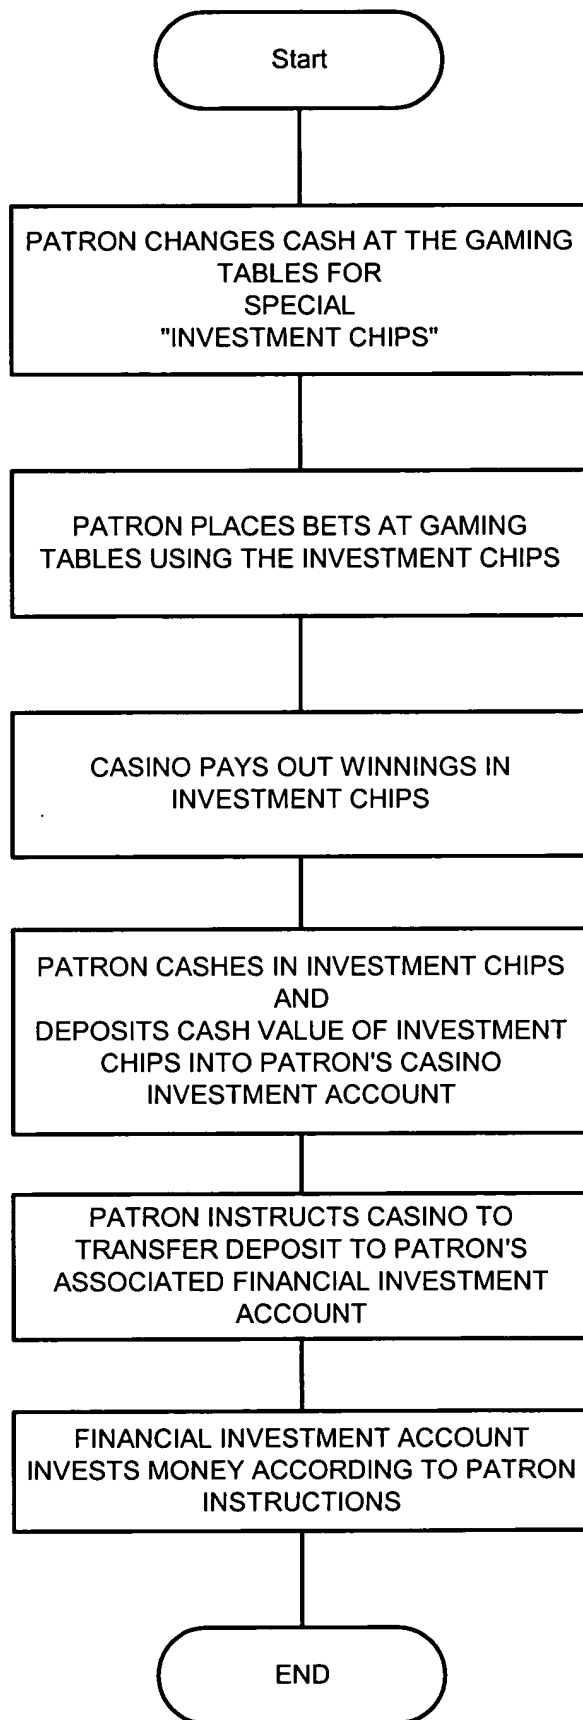 Start
PATRON CHANGES CASH AT THE GAMING
TABLES FOR
SPECIAL
"INVESTMENT CHIPS"
PATRON PLACES BETS AT GAMING
TABLES USING THE INVESTMENT CHIPS
CASINO PAYS OUT WINNINGS IN
INVESTMENT CHIPS
PATRON CASHES IN INVESTMENT CHIPS
AND
DEPOSITS CASH VALUE OF INVESTMENT
CHIPS INTO PATRON'S CASINO
INVESTMENT ACCOUNT
PATRON INSTRUCTS CASINO TO
TRANSFER DEPOSIT TO PATRON'S
ASSOCIATED FINANCIAL INVESTMENT
ACCOUNT
FINANCIAL INVESTMENT ACCOUNT
INVESTS MONEY ACCORDING TO PATRON
INSTRUCTIONS
END